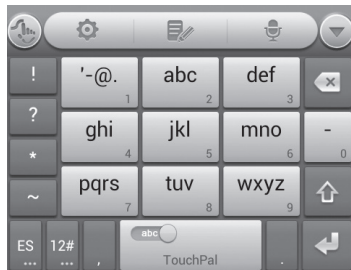 ! '-@. 1 abc 2 def 3
? ghi 4 jkl 5 mno 6 - 0
* pqrs 7 tuv 8 wxyz 9
~
ES ... 12# ... , abc TouchPal .